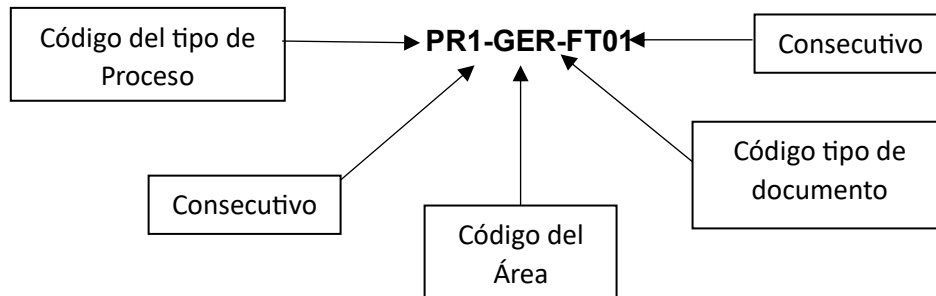 Código del tipo de
Proceso
PR1-GER-FT01
Consecutivo
Consecutivo
Código del
Área
Código tipo de
documento